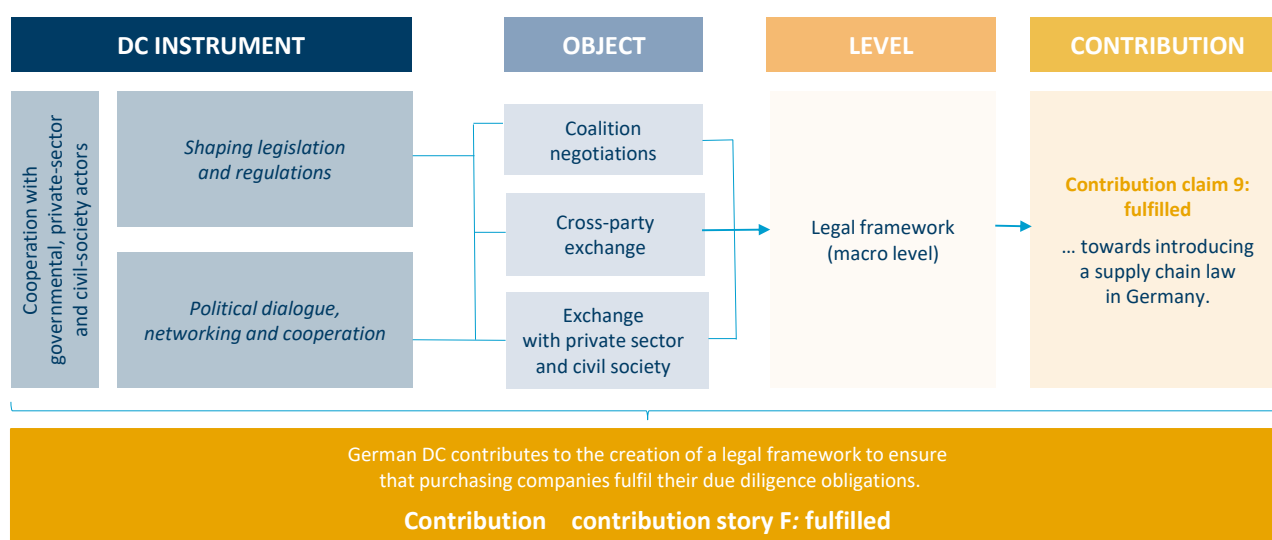 DC INSTRUMENT
OBJECT
LEVEL
CONTRIBUTION
Cooperation with
governmental, private-sector
and civil-society actors
Shaping legislation
and regulations
Political dialogue,
networking and cooperation
Coalition
negotiations
Cross-party
exchange
Exchange
with private sector
and civil society
Legal framework
(macro level)
Contribution claim 9:
fulfilled
... towards introducing
a supply chain law
in Germany.
German DC contributes to the creation of a legal framework to ensure
that purchasing companies fulfil their due diligence obligations.
Contribution contribution story F: fulfilled